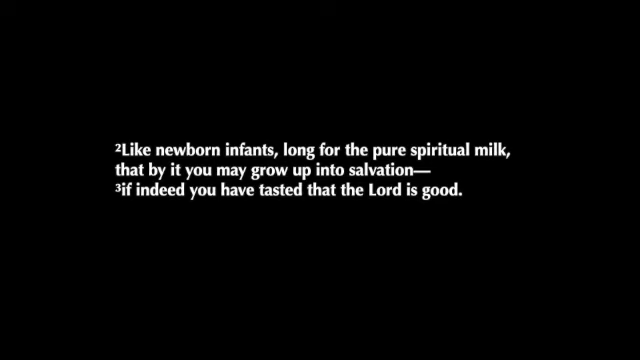 ²Like newborn infants, long for the pure spiritual milk,
that by it you may grow up into salvation—
³if indeed you have tasted that the Lord is good.